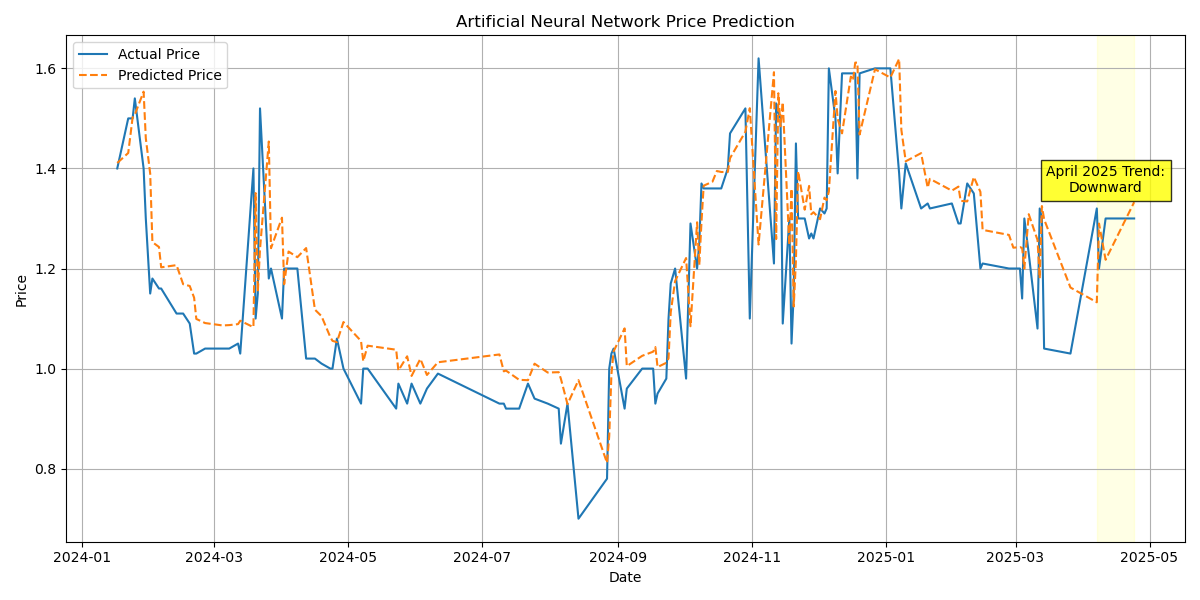 Artificial Neural Network Price Prediction
Actual Price
Predicted Price
April 2025 Trend:
Downward
Price
1.6
1.4
1.2
1.0
0.8
2024-01
2024-03
2024-05
2024-07
2024-09
2024-11
2025-01
2025-03
2025-05
Date